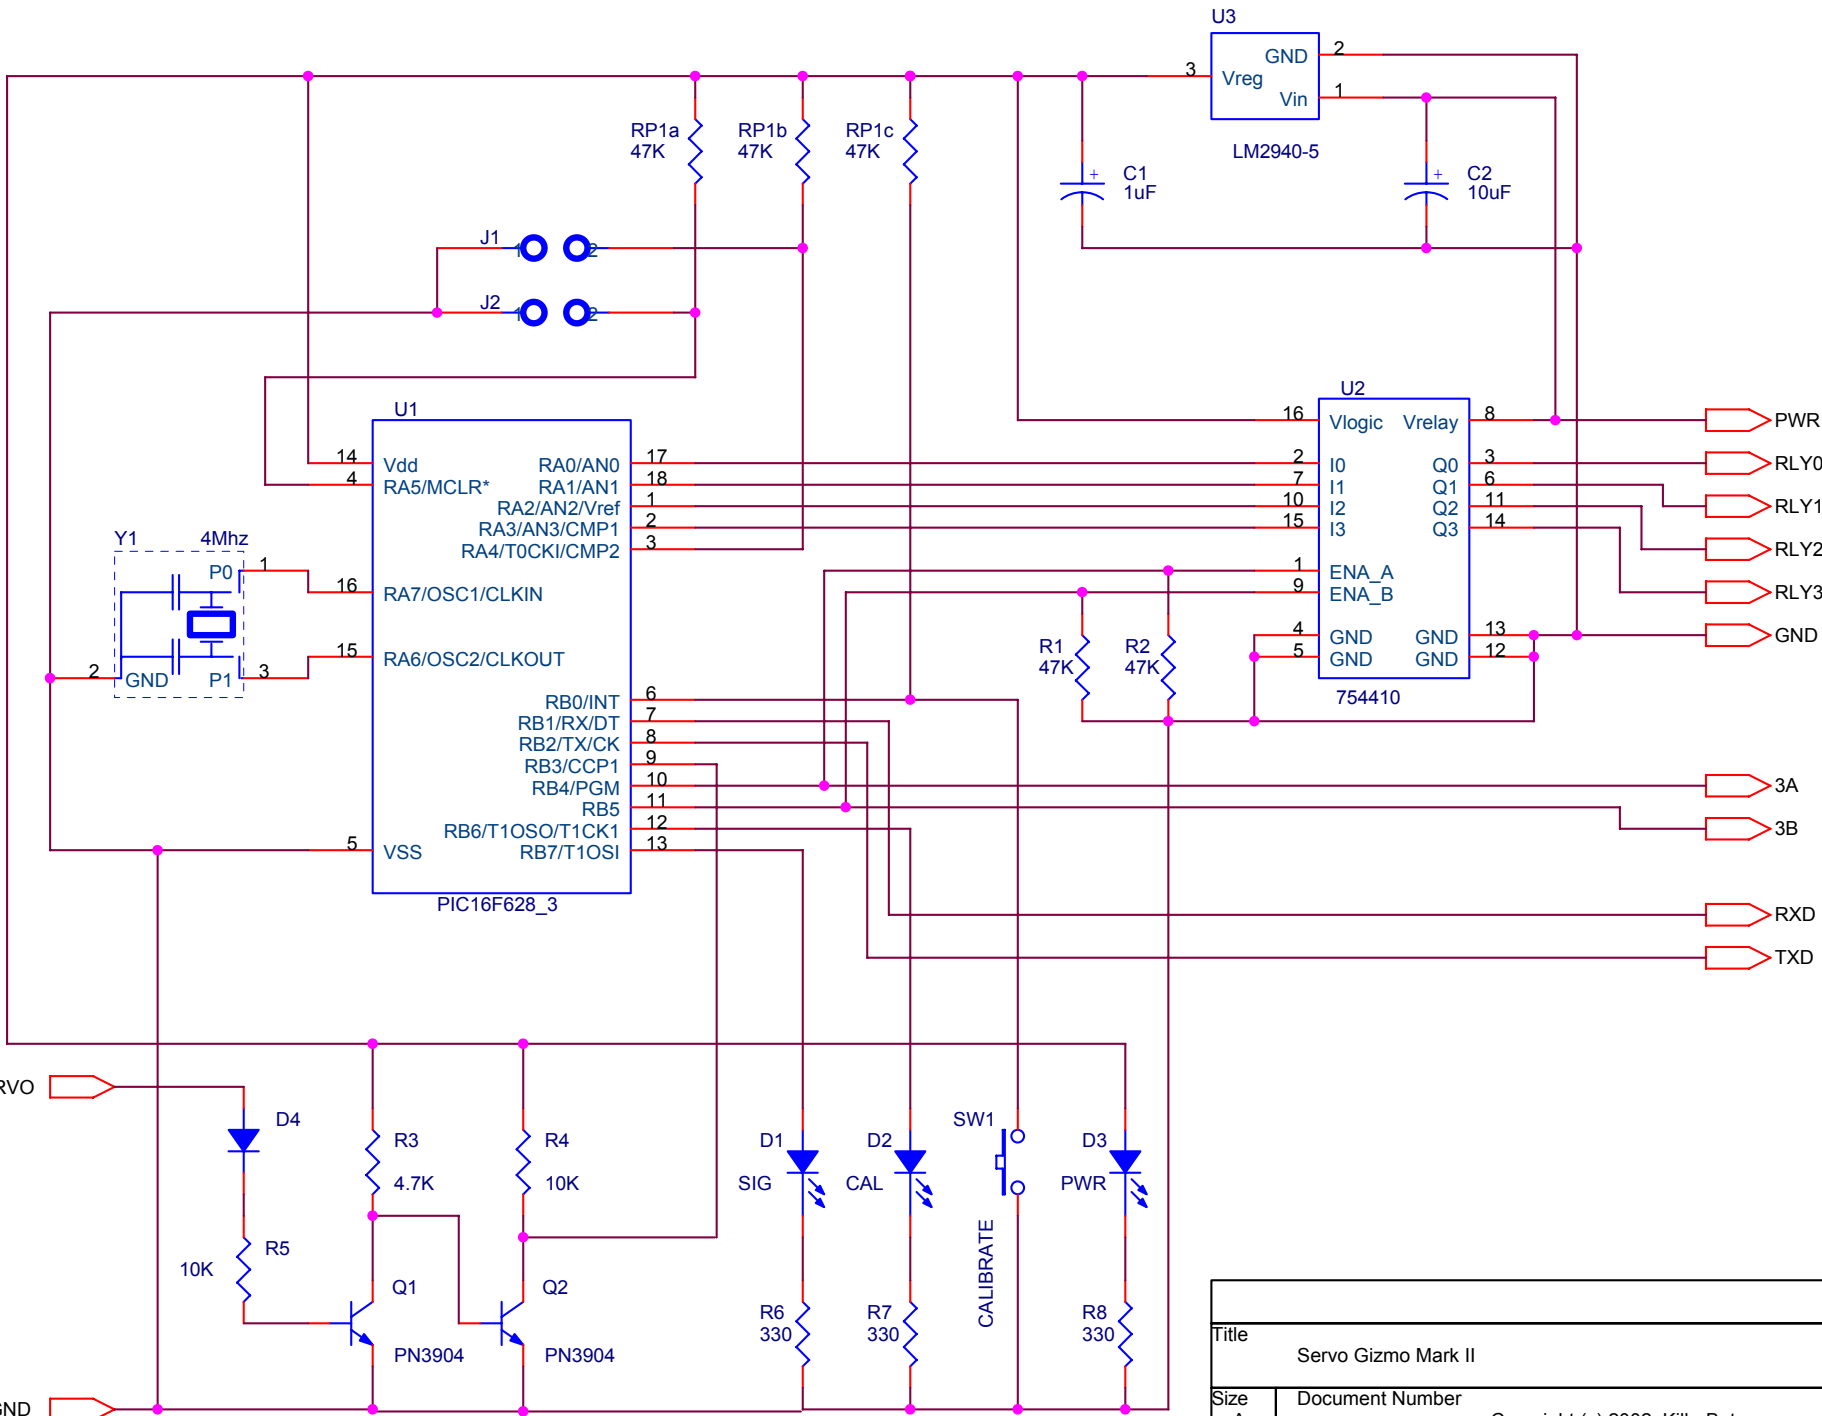 U3
GND 2
3 Vreg
Vin 1
LM2940-5
RP1a
47K
RP1b
47K
RP1c
47K
C1
1uF
C2
10uF
J1
1 2
J2
1 2
U1
14 Vdd
4 RA5/MCLR*
RA0/AN0 17
RA1/AN1 18
RA2/AN2/Vref 1
RA3/AN3/CMP1 2
RA4/T0CKI/CMP2 3
16 RA7/OSC1/CLKIN
15 RA6/OSC2/CLKOUT
RB0/INT 6
RB1/RX/DT 7
RB2/TX/CK 8
RB3/CCP1 9
RB4/PGM 10
RB5 11
RB6/T1OSO/T1CK1 12
RB7/T1OSI 13
5 VSS
PIC16F628_3
Y1 4Mhz
P0 1
2 GND P1 3
U2
16 Vlogic Vrelay 8
2 I0 Q0 3
7 I1 Q1 6
10 I2 Q2 11
15 I3 Q3 14
1 ENA_A
9 ENA_B
4 GND GND 13
5 GND GND 12
754410
R1
47K
R2
47K
PWR
RLY0
RLY1
RLY2
RLY3
GND
3A
3B
RXD
TXD
RVO
D4
R3
4.7K
R4
10K
R5
10K
Q1
PN3904
Q2
PN3904
D1
SIG
D2
CAL
SW1
CALIBRATE
D3
PWR
R6
330
R7
330
R8
330
GND
Title
Servo Gizmo Mark II
Size
Document Number